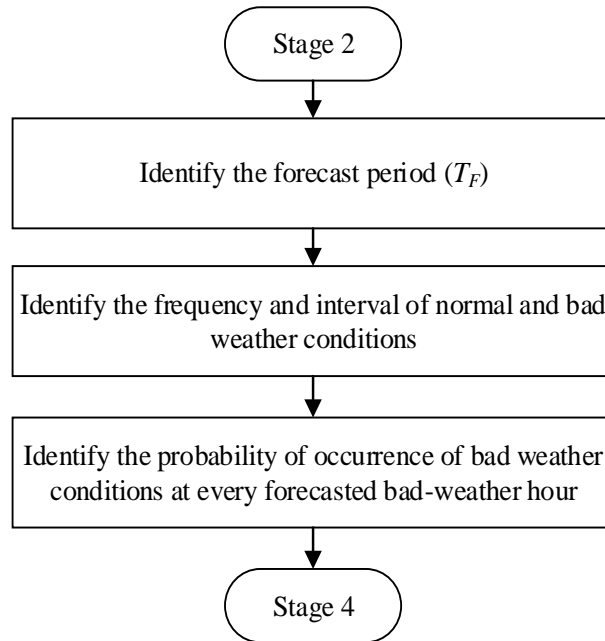 Stage 2
Identify the forecast period (T_F)
Identify the frequency and interval of normal and bad
weather conditions
Identify the probability of occurrence of bad weather
conditions at every forecasted bad-weather hour
Stage 4